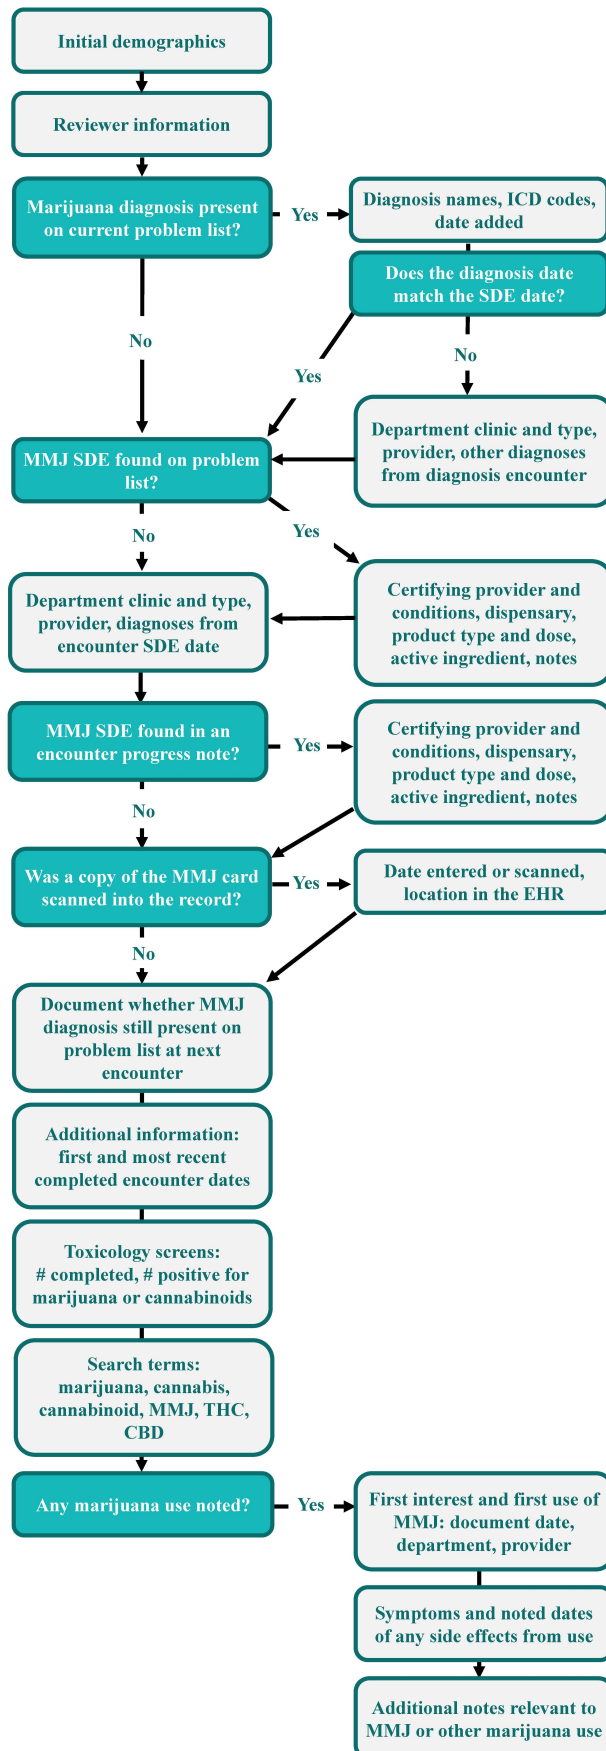 Initial demographics
Reviewer information
Marijuana diagnosis present
on current problem list?
Yes
Diagnosis names, ICD codes,
date added
Does the diagnosis date
match the SDE date?
No
Yes
No
Department clinic and type,
provider, other diagnoses
from diagnosis encounter
MMJ SDE found on problem
list?
No
Yes
Certifying provider and
conditions, dispensary,
product type and dose,
active ingredient, notes
Department clinic and type,
provider, diagnoses from
encounter SDE date
MMJ SDE found in an
encounter progress note?
Yes
Certifying provider and
conditions, dispensary,
product type and dose,
active ingredient, notes
No
Was a copy of the MMJ card
scanned into the record?
Yes
Date entered or scanned,
location in the EHR
No
Document whether MMJ
diagnosis still present on
problem list at next
encounter
Additional information:
first and most recent
completed encounter dates
Toxicology screens:
# completed, # positive for
marijuana or cannabinoids
Search terms:
marijuana, cannabis,
cannabinoid, MMJ, THC,
CBD
Any marijuana use noted?
Yes
First interest and first use of
MMJ: document date,
department, provider
Symptoms and noted dates
of any side effects from use
Additional notes relevant to
MMJ or other marijuana use